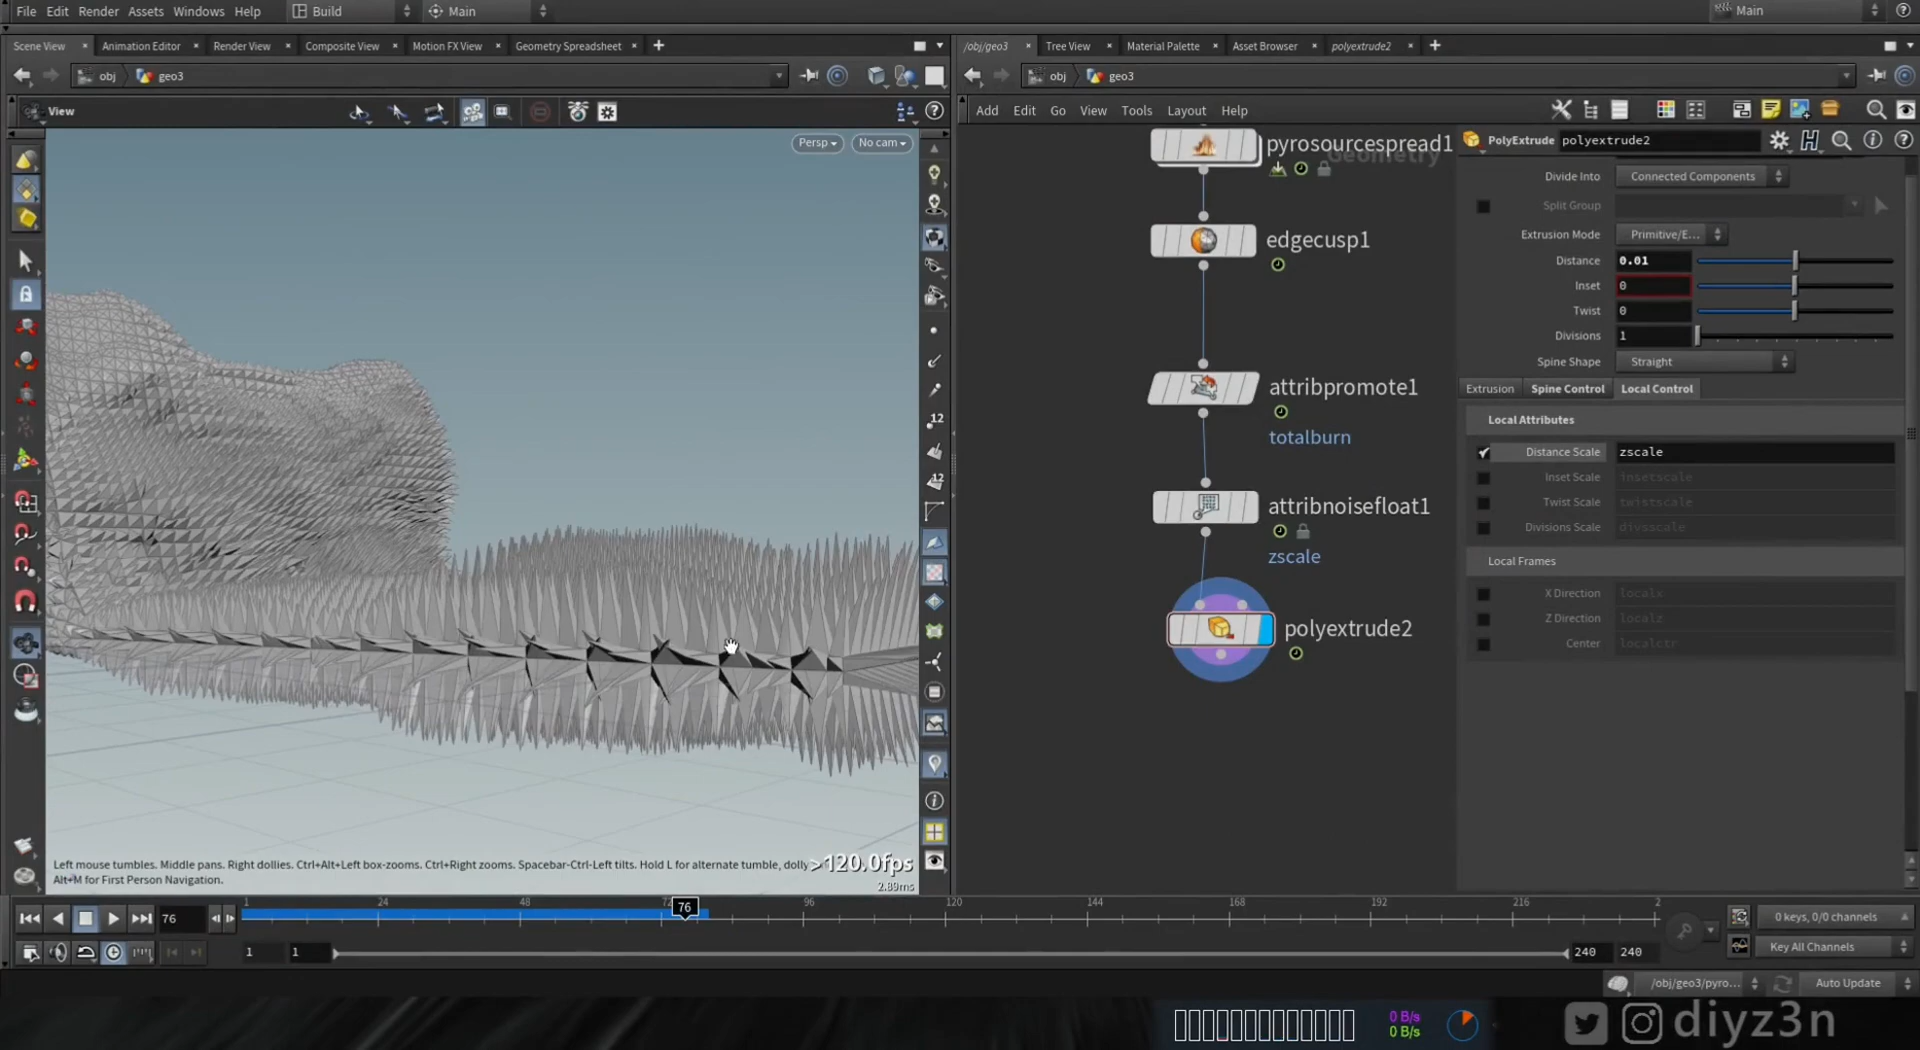 File Edit Render Assets Windows Help Build Main Main
Scene View Animation Editor Render View Composite View Motion FX View Geometry Spreadsheet /obj/geo3 Tree View Material Palette Asset Browser polyextrude2
obj geo3 obj geo3
View
Persp No cam
Left mouse tumbles. Middle pans. Right dollies. Ctrl+Alt+Left box-zooms. Ctrl+Right zooms. Spacebar-Ctrl-Left tilts. Hold L for alternate tumble, dolly
Alt+M for First Person Navigation.
>120.0fps
2.89ms
12
12
Add Edit Go View Tools Layout Help
Geometry
pyrosourcespread1
edgecusp1
attribpromote1
totalburn
attribnoisefloat1
zscale
polyextrude2
PolyExtrude polyextrude2
Divide Into Connected Components
Split Group
Extrusion Mode Primitive/E...
Distance 0.01
Inset 0
Twist 0
Divisions 1
Spine Shape Straight
Extrusion Spine Control Local Control
Local Attributes
Distance Scale zscale
Inset Scale insetscale
Twist Scale twistscale
Divisions Scale divsscale
Local Frames
X Direction localx
Z Direction localz
Center localctr
76 1 24 48 72 76 96 120 144 168 192 216 2
0 keys, 0/0 channels
1 1 240 240
Key All Channels
/obj/geo3/pyro... Auto Update
0 B/s
0 B/s
diyz3n